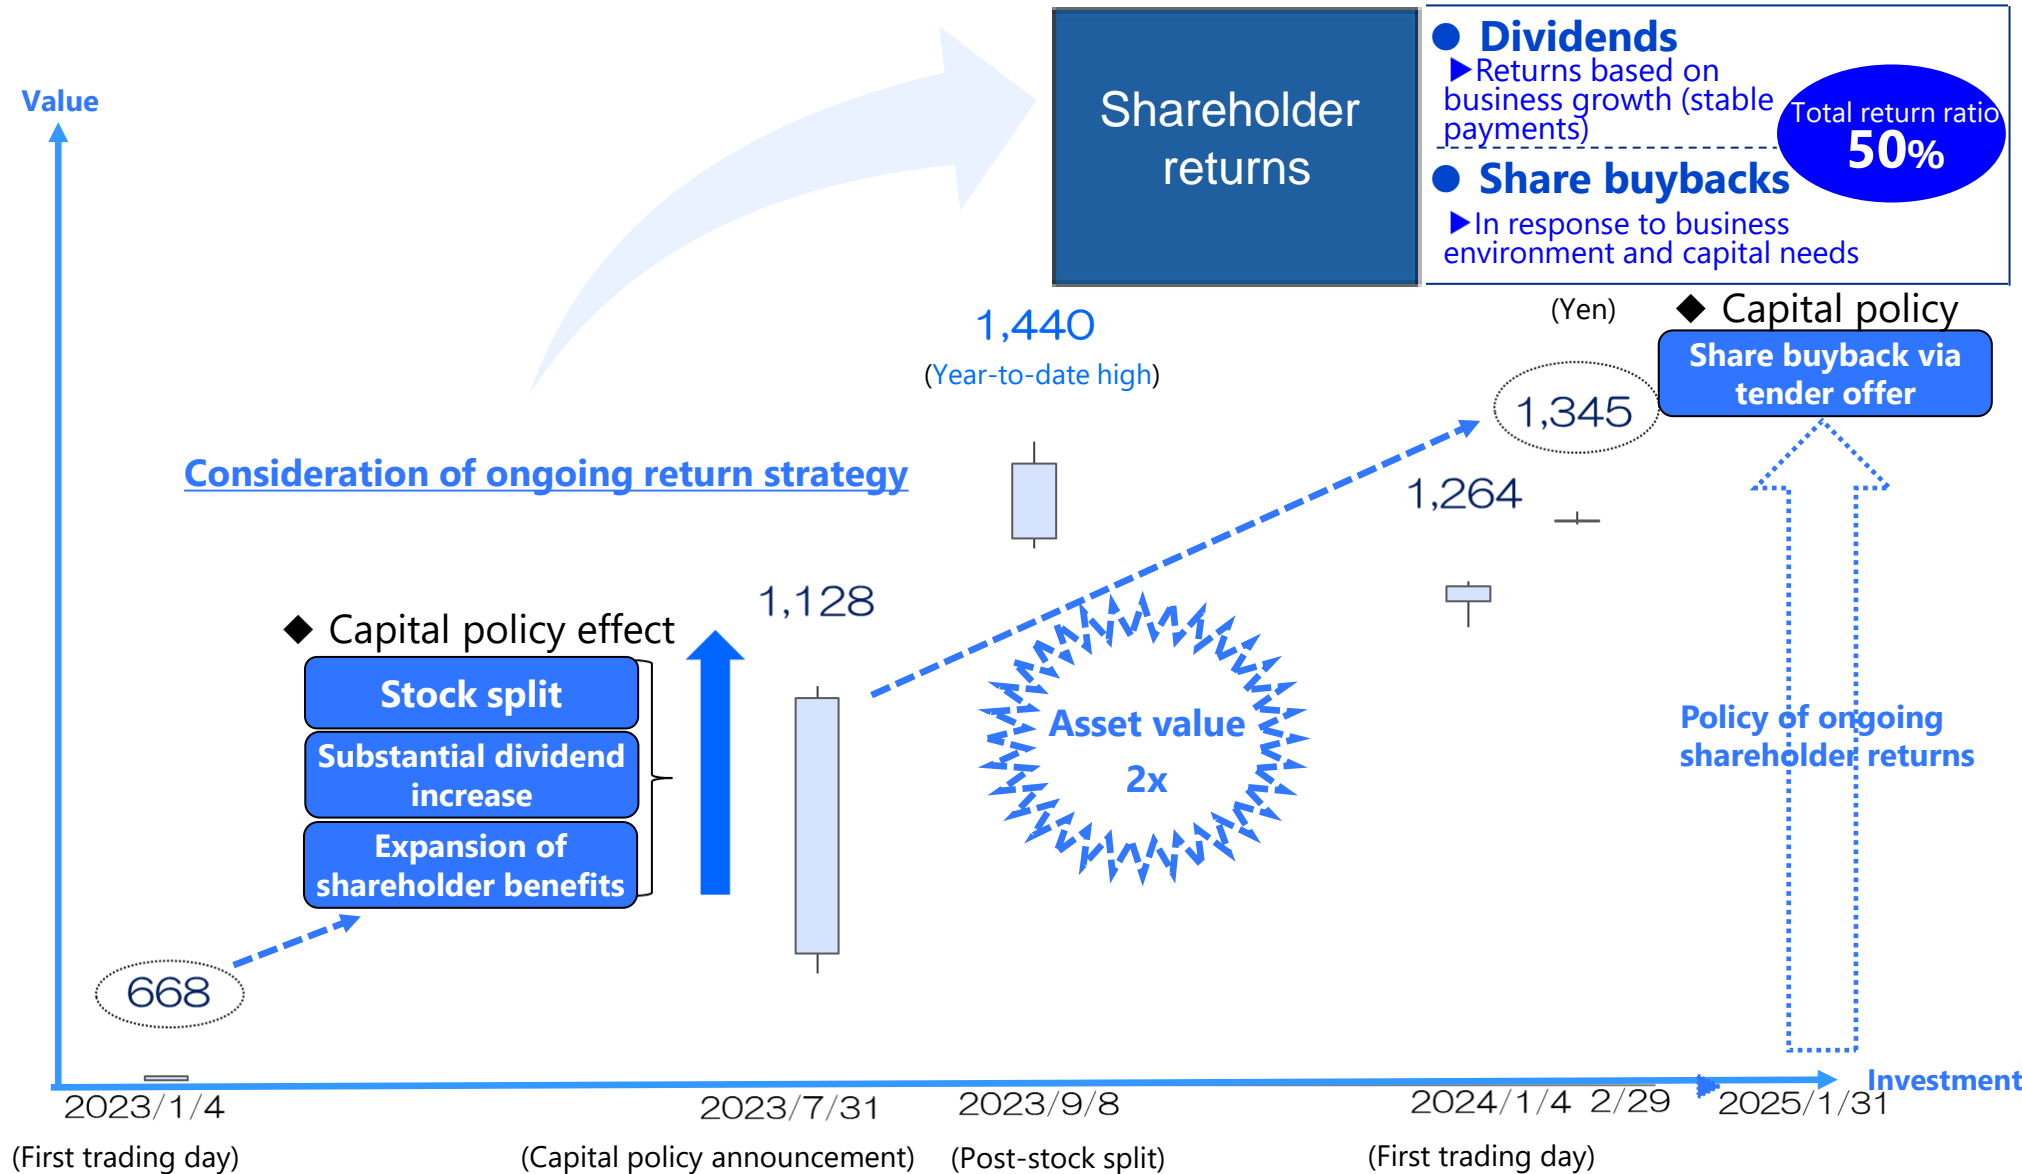 Value
Shareholder
returns
● Dividends
▶Returns based on
business growth (stable
payments)
Total return ratio
50%
● Share buybacks
▶In response to business
environment and capital needs
(Yen)
◆ Capital policy
Share buyback via
tender offer
1,440
(Year-to-date high)
1,345
Consideration of ongoing return strategy
1,264
1,128
◆ Capital policy effect
Stock split
Substantial dividend
increase
Expansion of
shareholder benefits
Asset value
2x
Policy of ongoing
shareholder returns
668
Investment
2023/1/4
2023/7/31
2023/9/8
2024/1/4
2/29
2025/1/31
(First trading day)
(Capital policy announcement)
(Post-stock split)
(First trading day)